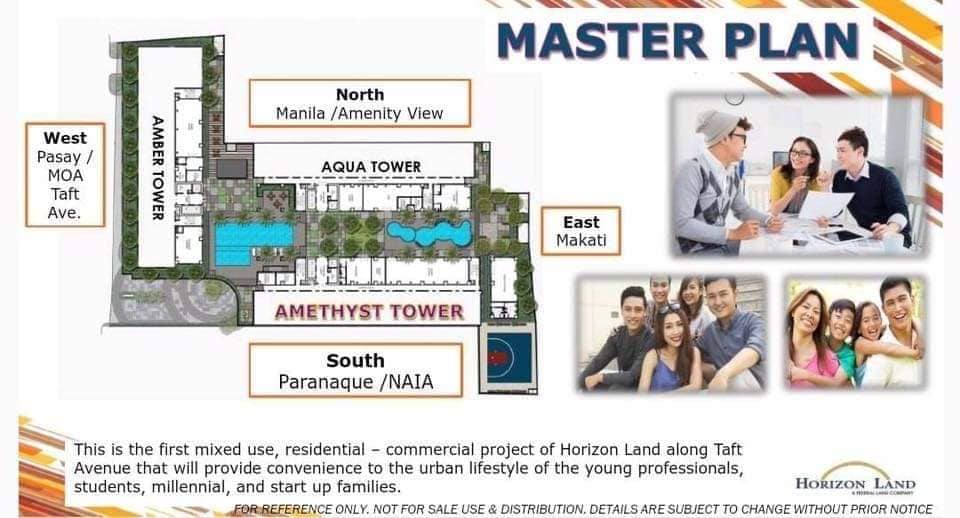 MASTER PLAN
North
Manila /Amenity View
West
Pasay /
MOA
Taft
Ave.
AMBER TOWER
AQUA TOWER
East
Makati
AMETHYST TOWER
South
Paranaque /NAIA
This is the first mixed use, residential – commercial project of Horizon Land along Taft
Avenue that will provide convenience to the urban lifestyle of the young professionals,
students, millennial, and start up families.
HORIZON LAND
A FEDERAL LAND COMPANY
FOR REFERENCE ONLY. NOT FOR SALE USE & DISTRIBUTION. DETAILS ARE SUBJECT TO CHANGE WITHOUT PRIOR NOTICE